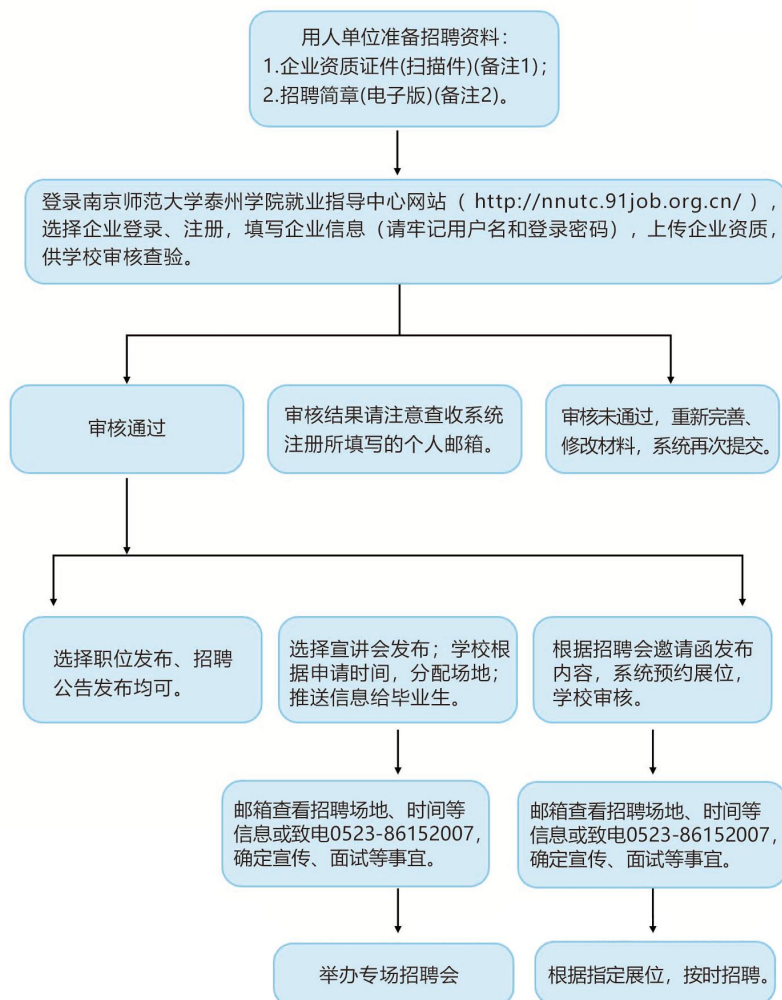 用人单位准备招聘资料：
1.企业资质证件(扫描件)(备注1)；
2.招聘简章(电子版)(备注2)。
登录南京师范大学泰州学院就业指导中心网站（ http://nnutc.91job.org.cn/ ），
选择企业登录、注册，填写企业信息（请牢记用户名和登录密码），上传企业资质，
供学校审核查验。
审核通过
审核结果请注意查收系统
注册所填写的个人邮箱。
审核未通过，重新完善、
修改材料，系统再次提交。
选择职位发布、招聘
公告发布均可。
选择宣讲会发布；学校根
据申请时间，分配场地；
推送信息给毕业生。
根据招聘会邀请函发布
内容，系统预约展位，
学校审核。
邮箱查看招聘场地、时间等
信息或致电0523-86152007，
确定宣传、面试等事宜。
邮箱查看招聘场地、时间等
信息或致电0523-86152007，
确定宣传、面试等事宜。
举办专场招聘会
根据指定展位，按时招聘。